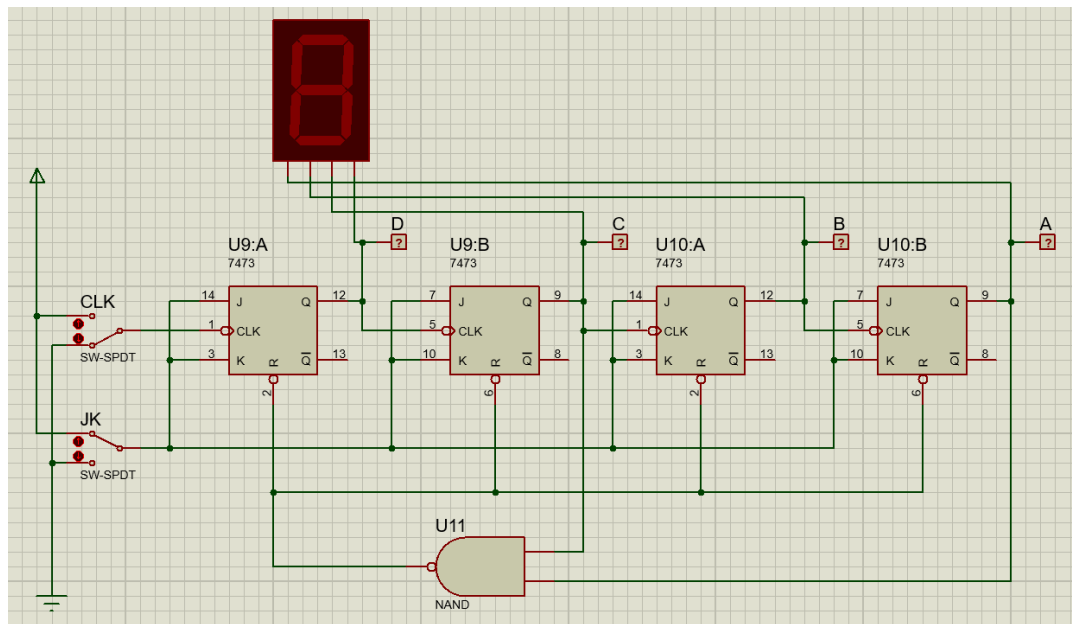 D
C
B
A
?
?
?
?
U9:A
7473
U9:B
7473
U10:A
7473
U10:B
7473
14
J
Q
12
7
J
Q
9
14
J
Q
12
7
J
Q
9
CLK
1
CLK
5
CLK
1
CLK
5
CLK
SW-SPDT
3
K
R
Q
13
10
K
R
Q
8
3
K
R
Q
13
10
K
R
Q
8
2
6
2
6
JK
SW-SPDT
U11
NAND